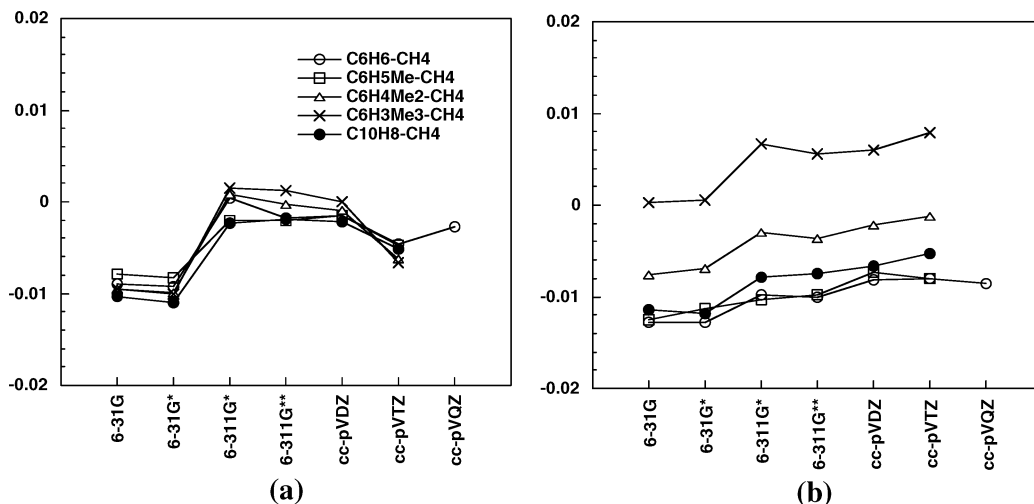 0.02
0.01
0
-0.01
-0.02
C6H6-CH4
C6H5Me-CH4
C6H4Me2-CH4
C6H3Me3-CH4
C10H8-CH4
6-31G
6-31G*
6-311G*
6-311G**
cc-pVDZ
cc-pVTZ
cc-pVQZ
(a)
0.02
0.01
0
-0.01
-0.02
6-31G
6-31G*
6-311G*
6-311G**
cc-pVDZ
cc-pVTZ
cc-pVQZ
(b)